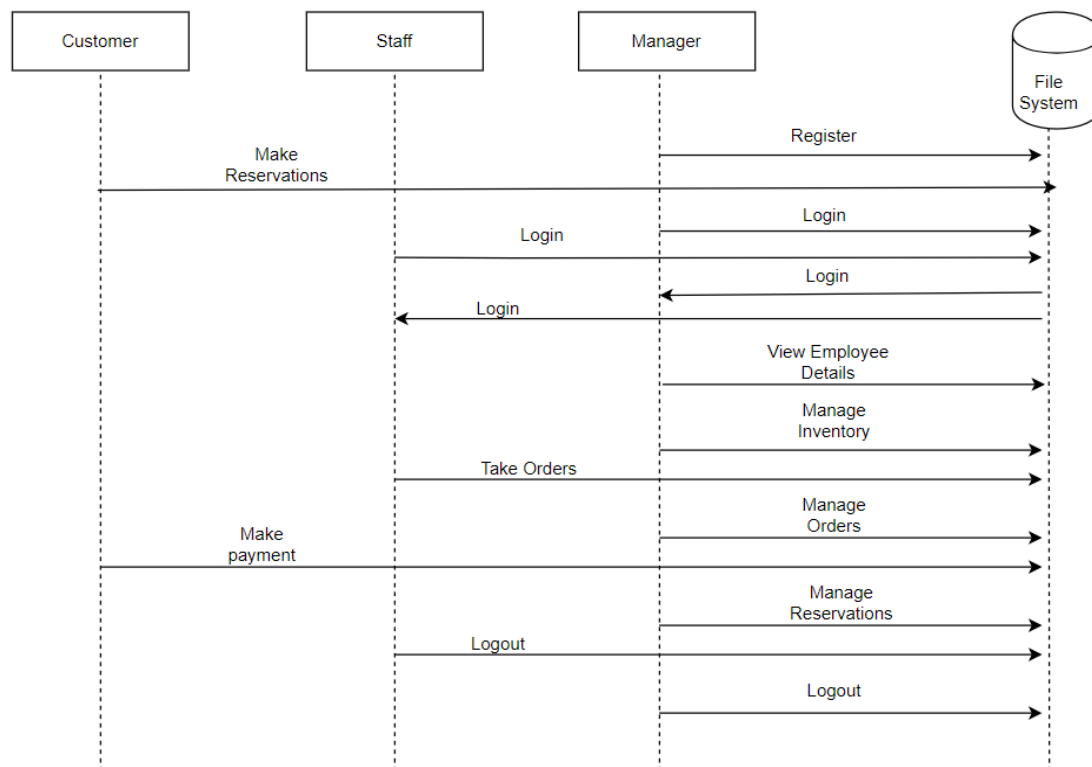 Customer
Staff
Manager
File
System
Register
Make
Reservations
Login
Login
Login
Login
View Employee
Details
Manage
Inventory
Take Orders
Manage
Orders
Make
payment
Manage
Reservations
Logout
Logout